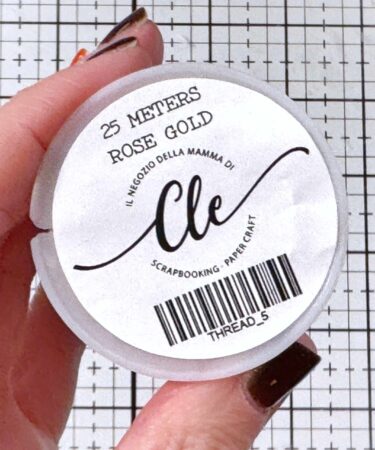 25 METERS
ROSE GOLD
IL NEGOZIO DELLA MAMMA DI
Cle
SCRAPBOOKING · PAPER CRAFT
THREAD_5